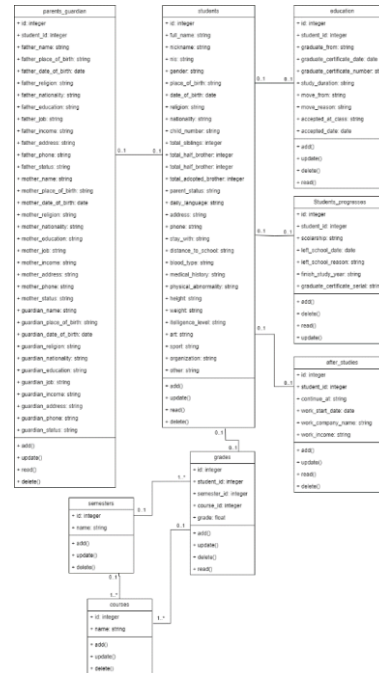 parents_guardian
+ id: integer
+ student_id: integer
+ father_name: string
+ father_place_of_birth: string
+ father_date_of_birth: date
+ father_religion: string
+ father_nationality: string
+ father_education: string
+ father_job: string
+ father_income: string
+ father_address: string
+ father_phone: string
+ father_status: string
+ mother_name: string
+ mother_place_of_birth: string
+ mother_date_of_birth: date
+ mother_religion: string
+ mother_nationality: string
+ mother_education: string
+ mother_job: string
+ mother_income: string
+ mother_address: string
+ mother_phone: string
+ mother_status: string
+ guardian_name: string
+ guardian_place_of_birth: string
+ guardian_date_of_birth: date
+ guardian_religion: string
+ guardian_nationality: string
+ guardian_education: string
+ guardian_job: string
+ guardian_income: string
+ guardian_address: string
+ guardian_phone: string
+ guardian_status: string
+ add()
+ update()
+ read()
+ delete()
0..1
0..1
students
+ id: integer
+ full_name: string
+ nickname: string
+ nis: string
+ gender: string
+ place_of_birth: string
+ date_of_birth: date
+ religion: string
+ nationality: string
+ child_number: string
+ total_siblings: integer
+ total_half_brother: integer
+ total_half_brother: integer
+ total_adopted_brother: integer
+ parent_status: string
+ daily_language: string
+ address: string
+ phone: string
+ stay_with: string
+ distance_to_school: string
+ blood_type: string
+ medical_history: string
+ physical_abnormality: string
+ height: string
+ weight: string
+ itelligence_level: string
+ art: string
+ sport: string
+ organization: string
+ other: string
+ add()
+ update()
+ read()
+ delete()
0..1
0..1
education
+ id: integer
+ student_id: integer
+ graduate_from: string
+ graduate_certificate_date: date
+ graduate_certificate_number: st
+ study_duration: string
+ move_from: string
+ move_reason: string
+ accepted_at_class: string
+ accepted_date: date
+ add()
+ update()
+ delete()
+ read()
0..1
0..1
Students_progresses
+ id: integer
+ student_id: integer
+ scolarship: string
+ left_school_date: date
+ left_school_reason: string
+ finish_study_year: string
+ graduate_certificate_serial: string
+ add()
+ delete()
+ read()
+ update()
0..1
0..1
after_studies
+ id: integer
+ student_id: integer
+ continue_at: string
+ work_start_date: date
+ work_company_name: string
+ work_income: string
+ add()
+ update()
+ read()
+ delete()
0..1
0..1
grades
+ id: integer
+ student_id: integer
+ semester_id: integer
+ course_id: integer
+ grade: float
+ add()
+ update()
+ delete()
+ read()
1..*
0..1
0..1
semesters
+ id: integer
+ name: string
+ add()
+ update()
+ delete()
0..1
1..*
1..*
courses
+ id: integer
+ name: string
+ add()
+ update()
+ delete()